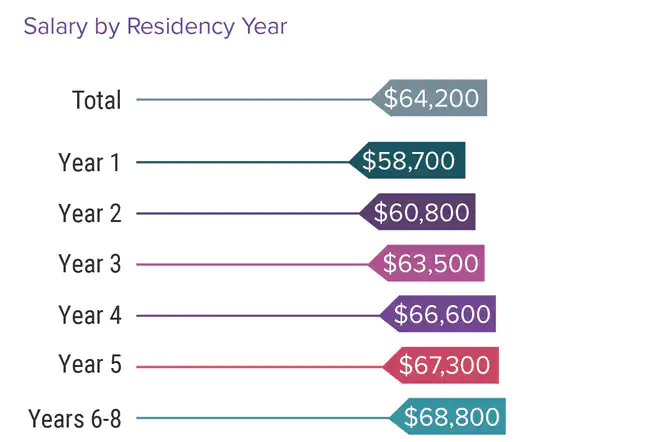 Salary by Residency Year
Total $64,200
Year 1 $58,700
Year 2 $60,800
Year 3 $63,500
Year 4 $66,600
Year 5 $67,300
Years 6-8 $68,800